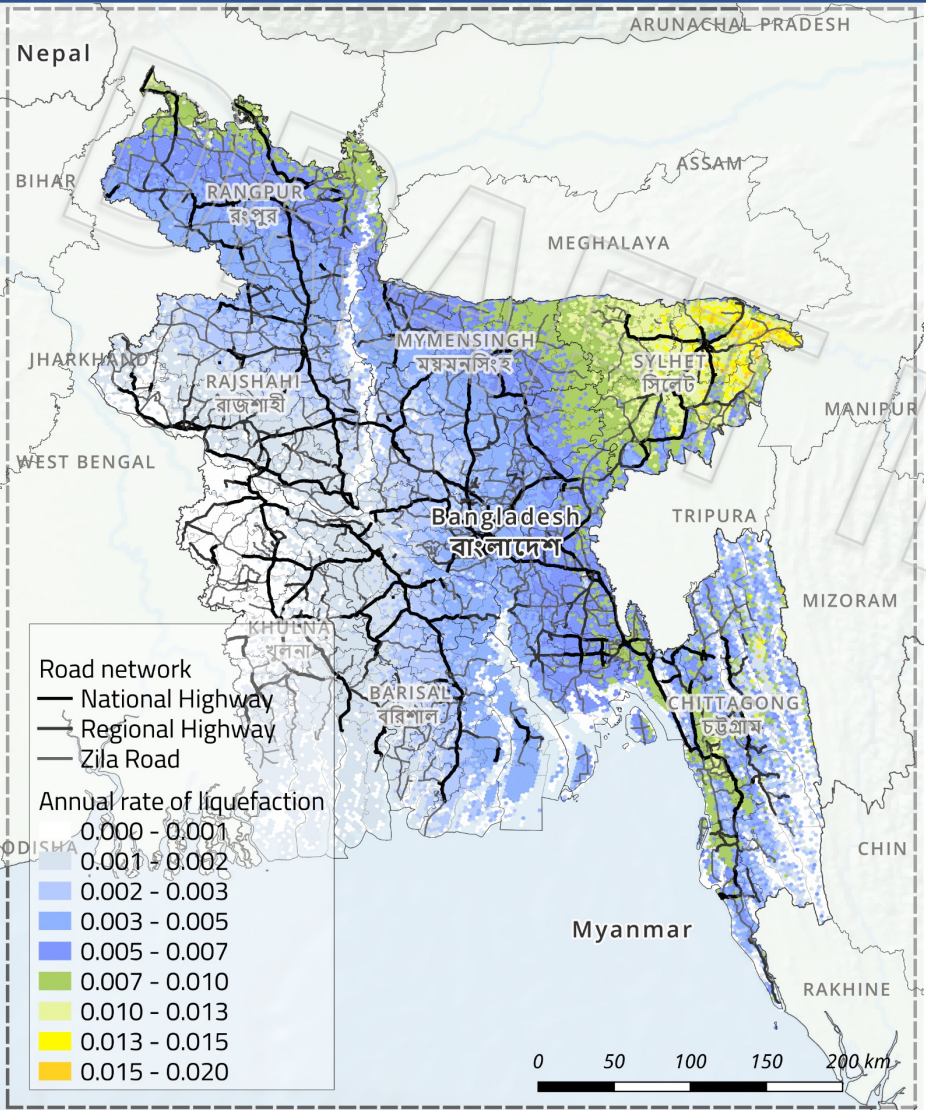 ARUNACHAL PRADESH
Nepal
ASSAM
BIHAR
RANGPUR
রংপুর
MEGHALAYA
MYMENSINGH
ময়মনসিংহ
JHARKHAND
SYLHET
সিলেট
RAJSHAHI
রাজশাহী
MANIPUR
WEST BENGAL
Bangladesh
বাংলাদেশ
TRIPURA
MIZORAM
KHULNA
খুলনা
BARISAL
বরিশাল
CHITTAGONG
চট্টগ্রাম
Road network
National Highway
Regional Highway
Zila Road
Annual rate of liquefaction
0.000 - 0.001
0.001 - 0.002
0.002 - 0.003
0.003 - 0.005
0.005 - 0.007
0.007 - 0.010
0.010 - 0.013
0.013 - 0.015
0.015 - 0.020
ODISHA
CHIN
Myanmar
RAKHINE
0 50 100 150 200 km